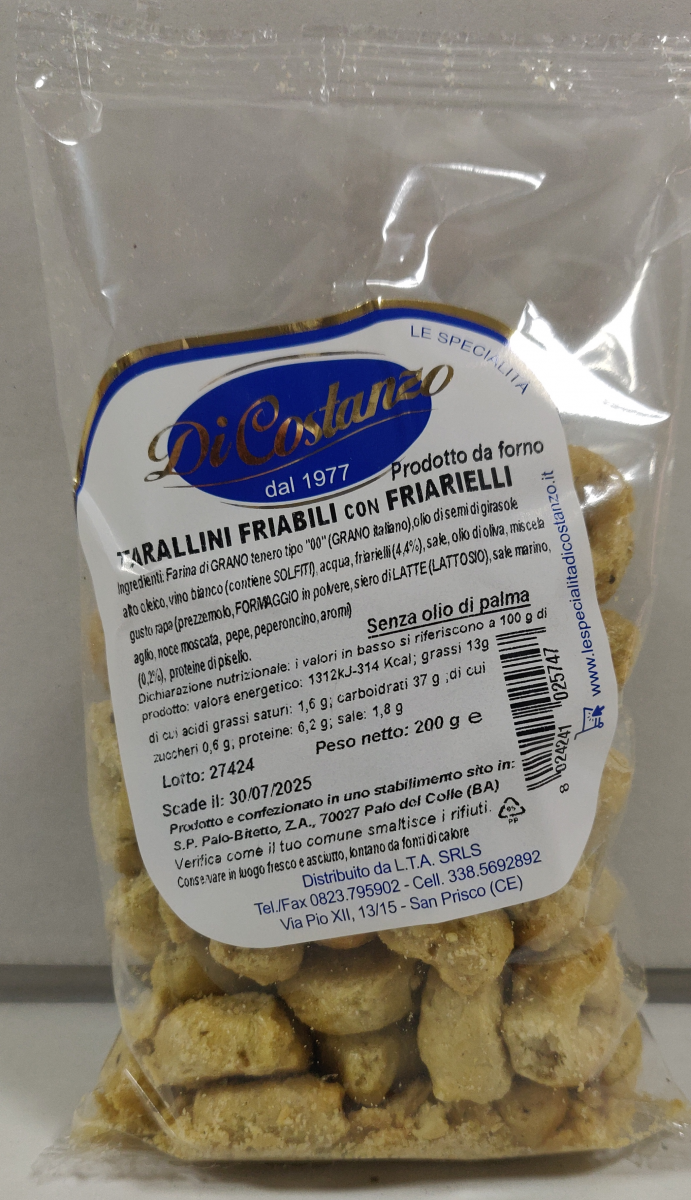 LE SPECIALITÀ
Di Costanzo
dal 1977
Prodotto da forno
TARALLINI FRIABILI CON FRIARIELLI
Ingredienti: Farina di GRANO tenero tipo "00" (GRANO italiano), olio di semi di girasole
alto oleico, vino bianco (contiene SOLFITI), acqua, friarielli (4,4%), sale, olio di oliva, miscela
gusto rapa (prezzemolo, FORMAGGIO in polvere, siero di LATTE (LATTOSIO), sale marino,
aglio, noce moscata, pepe, peperoncino, aromi)
(0,2%), proteine di pisello.
Senza olio di palma
Dichiarazione nutrizionale: i valori in basso si riferiscono a 100 g di
prodotto: valore energetico: 1312kJ-314 Kcal; grassi 13g
di cui acidi grassi saturi: 1,6 g; carboidrati 37 g ;di cui
zuccheri 0,6 g; proteine: 6,2 g; sale: 1,8 g
Peso netto: 200 g e
Lotto: 27424
Scade il: 30/07/2025
Prodotto e confezionato in uno stabilimento sito in:
S.P. Palo-Bitetto, Z.A., 70027 Palo del Colle (BA)
Verifica come il tuo comune smaltisce i rifiuti.
PP
Conservare in luogo fresco e asciutto, lontano da fonti di calore
Distribuito da L.T.A. SRLS
Tel./Fax 0823.795902 - Cell. 338.5692892
Via Pio XII, 13/15 - San Prisco (CE)
8 024241 025747
www.lespecialitadicostanzo.it